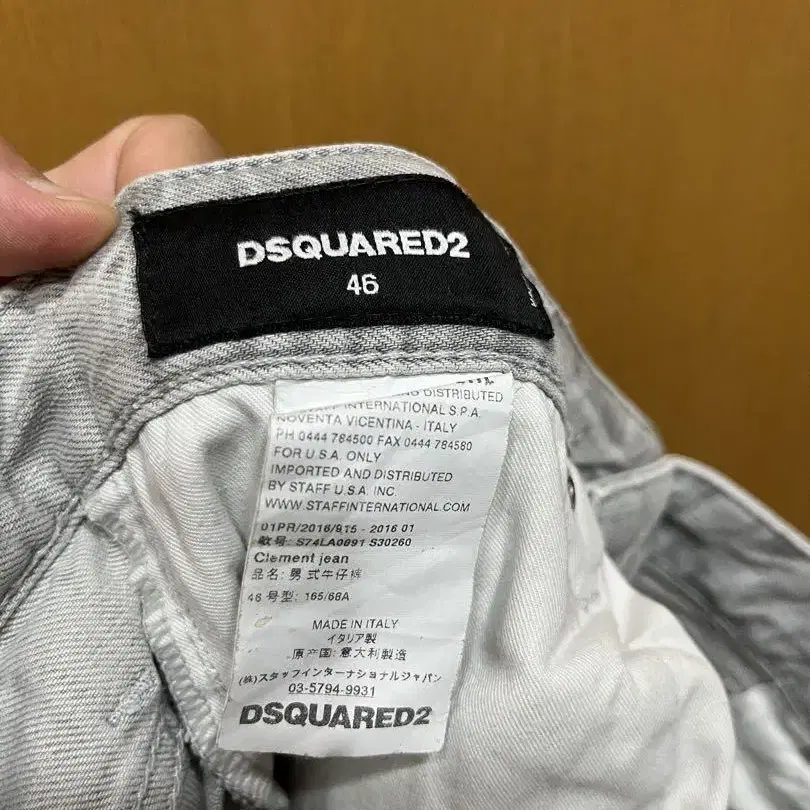 DSQUARED2
46
DISTRIBUTED
STAFF INTERNATIONAL S.P.A.
NOVENTA VICENTINA - ITALY
PH 0444 784500 FAX 0444 784580
FOR U.S.A. ONLY
IMPORTED AND DISTRIBUTED
BY STAFF U.S.A. INC.
WWW.STAFFINTERNATIONAL.COM
01PR/2016/915 - 2016 01
款号: S74LA0091 S30260
Clement jean
品名: 男式牛仔裤
46 号型: 165/68A
MADE IN ITALY
イタリア製
原产国: 意大利製造
(株)スタッフインターナショナルジャパン
03-5794-9931
DSQUARED2